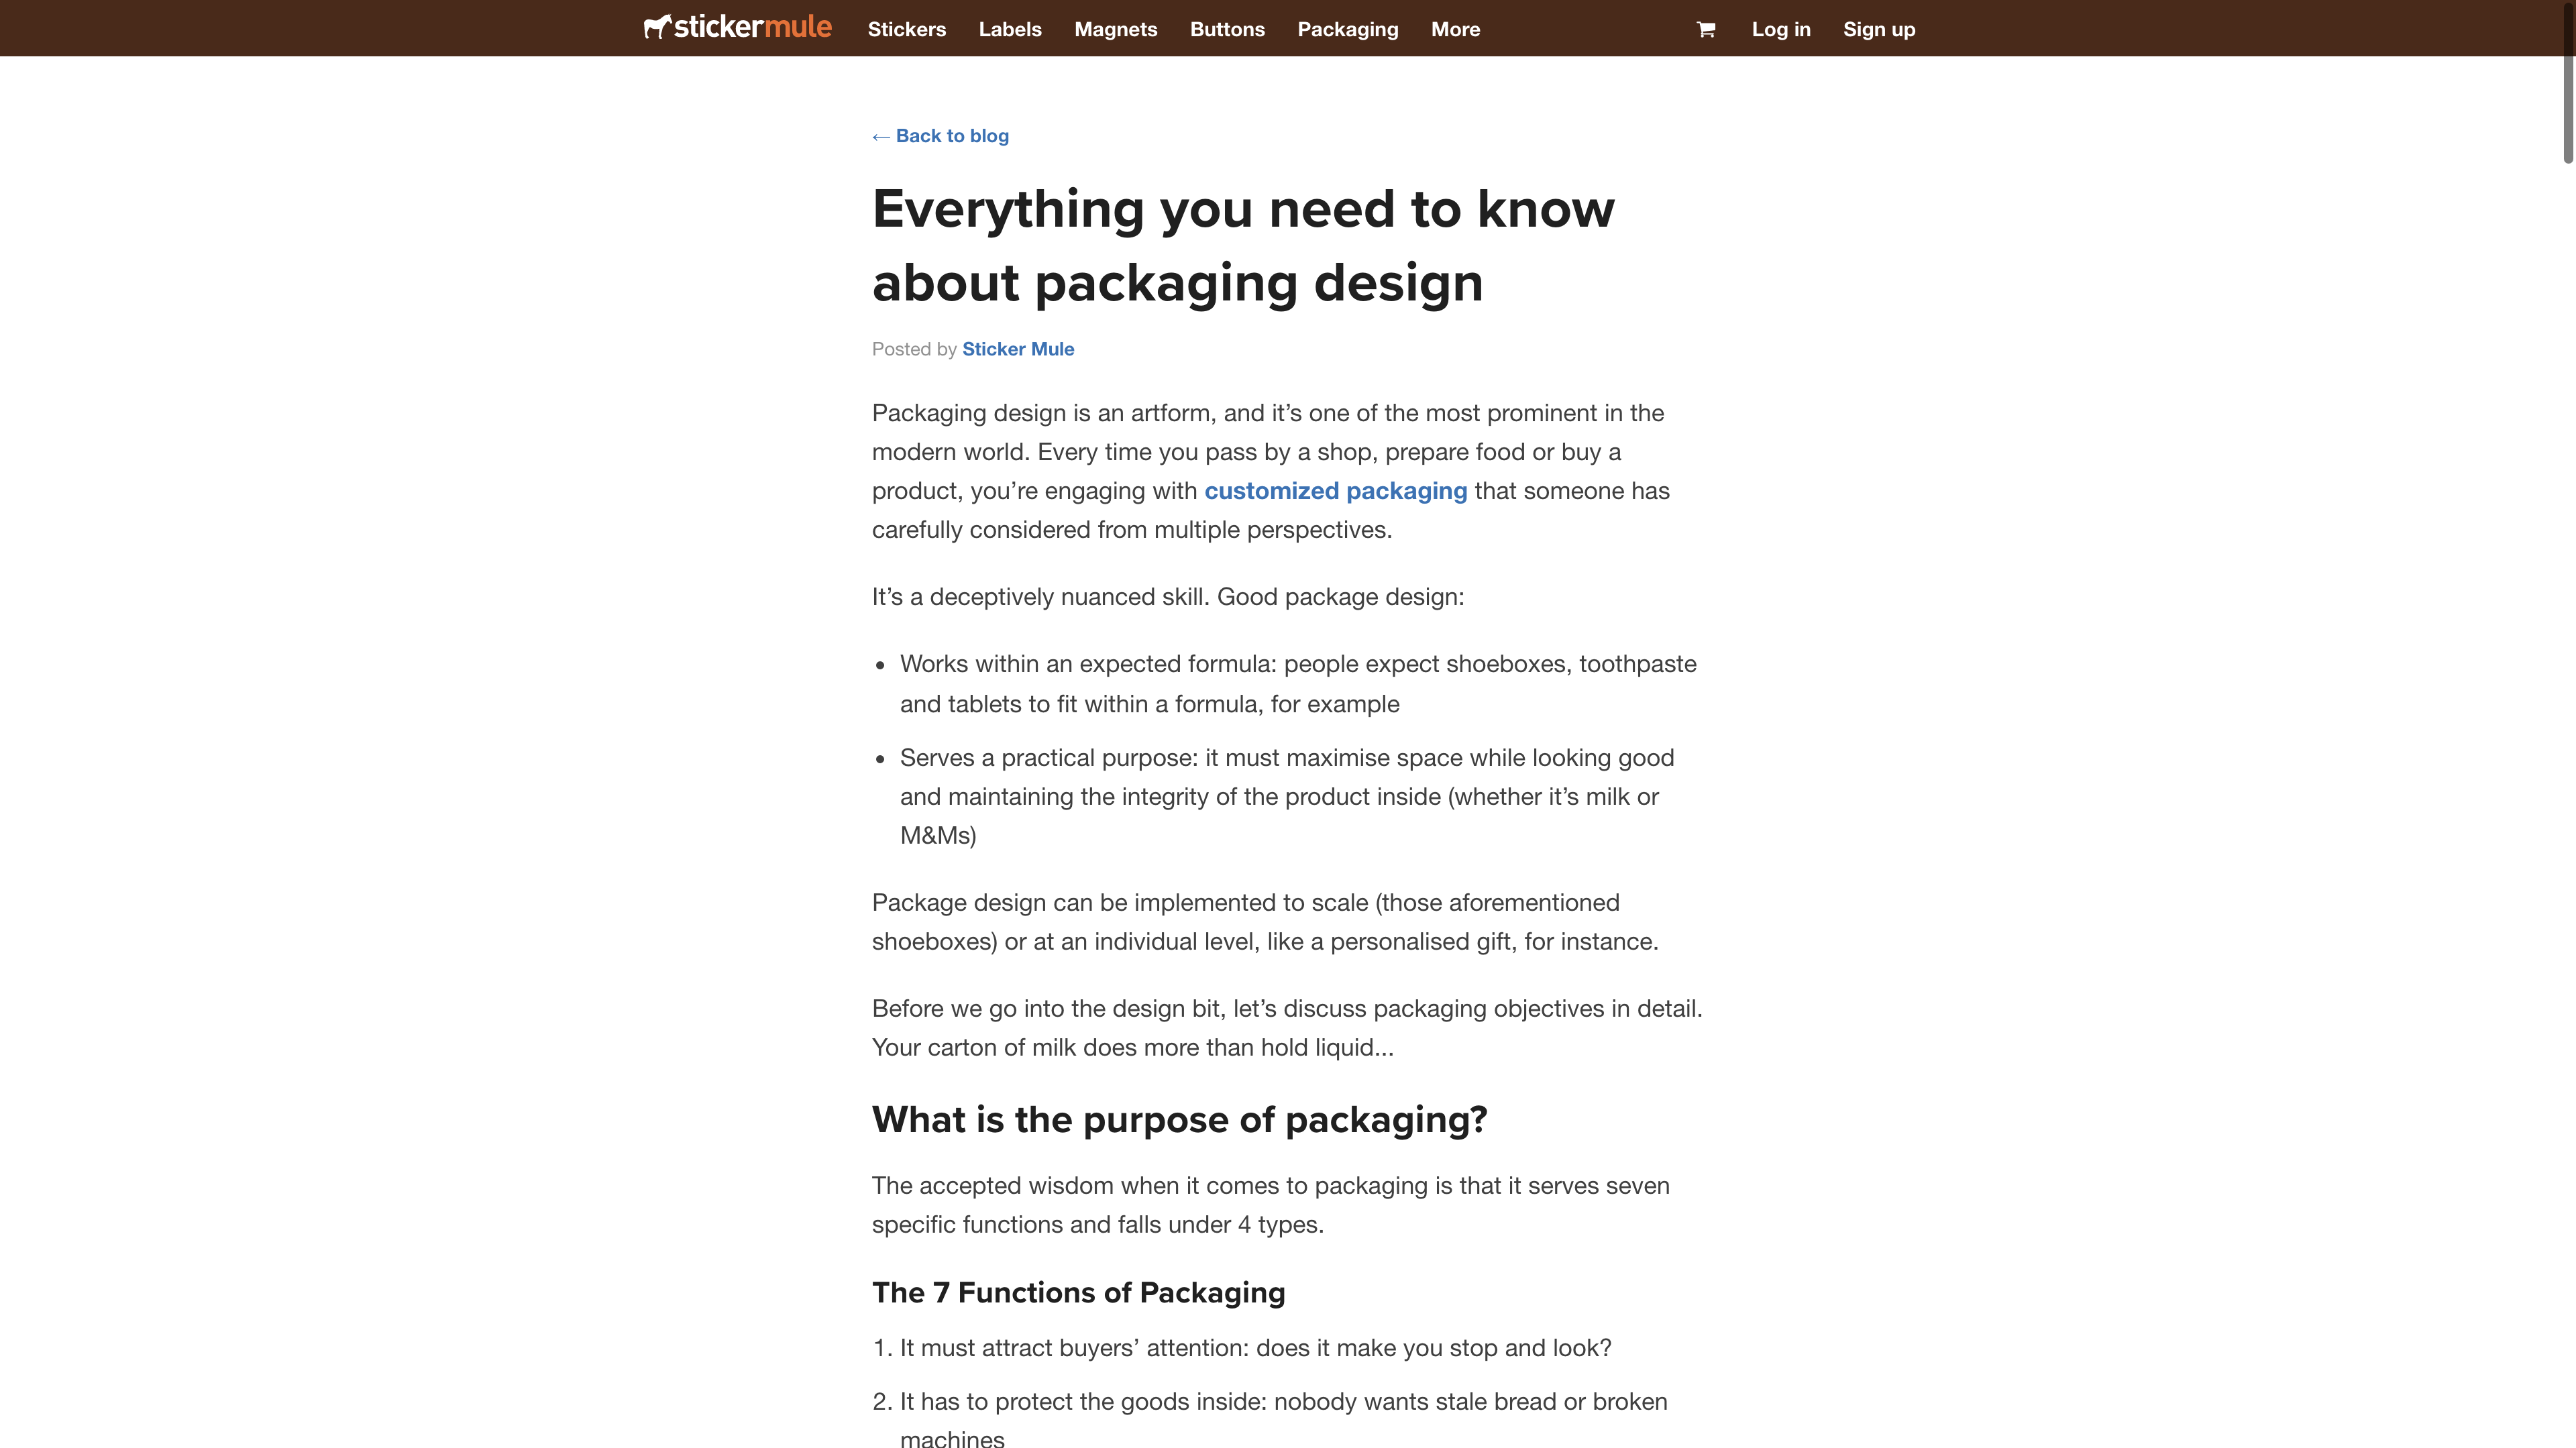 stickermule Stickers Labels Magnets Buttons Packaging More Log in Sign up
← Back to blog
Everything you need to know
about packaging design
Posted by Sticker Mule
Packaging design is an artform, and it’s one of the most prominent in the
modern world. Every time you pass by a shop, prepare food or buy a
product, you’re engaging with customized packaging that someone has
carefully considered from multiple perspectives.
It’s a deceptively nuanced skill. Good package design:
• Works within an expected formula: people expect shoeboxes, toothpaste
and tablets to fit within a formula, for example
• Serves a practical purpose: it must maximise space while looking good
and maintaining the integrity of the product inside (whether it’s milk or
M&Ms)
Package design can be implemented to scale (those aforementioned
shoeboxes) or at an individual level, like a personalised gift, for instance.
Before we go into the design bit, let’s discuss packaging objectives in detail.
Your carton of milk does more than hold liquid...
What is the purpose of packaging?
The accepted wisdom when it comes to packaging is that it serves seven
specific functions and falls under 4 types.
The 7 Functions of Packaging
1. It must attract buyers’ attention: does it make you stop and look?
2. It has to protect the goods inside: nobody wants stale bread or broken
machines